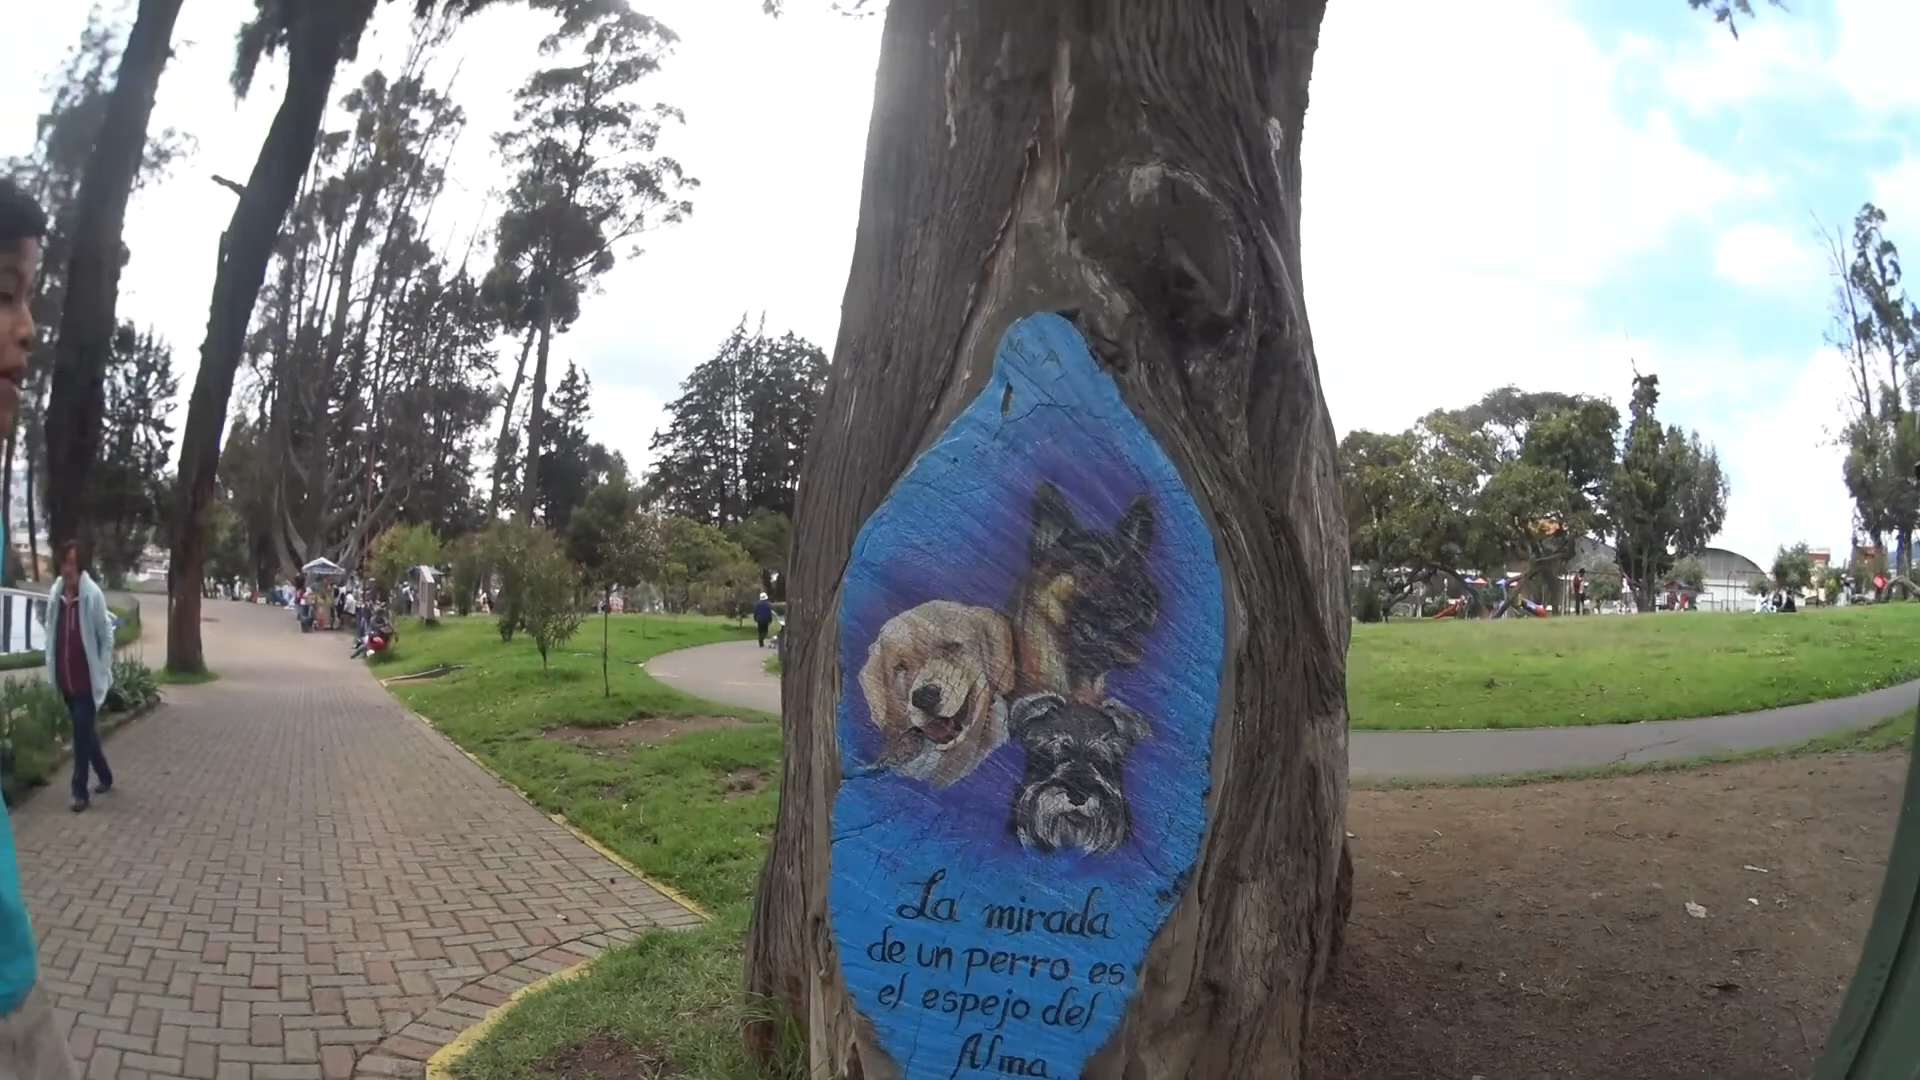 M A
La mirada
de un perro es
el espejo del
Alma.